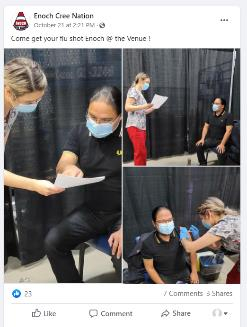 Enoch Cree Nation
October 21 at 2:21 PM ·
Come get your flu shot Enoch @ the Venue !
23
7 Comments 3 Shares
Like Comment Share